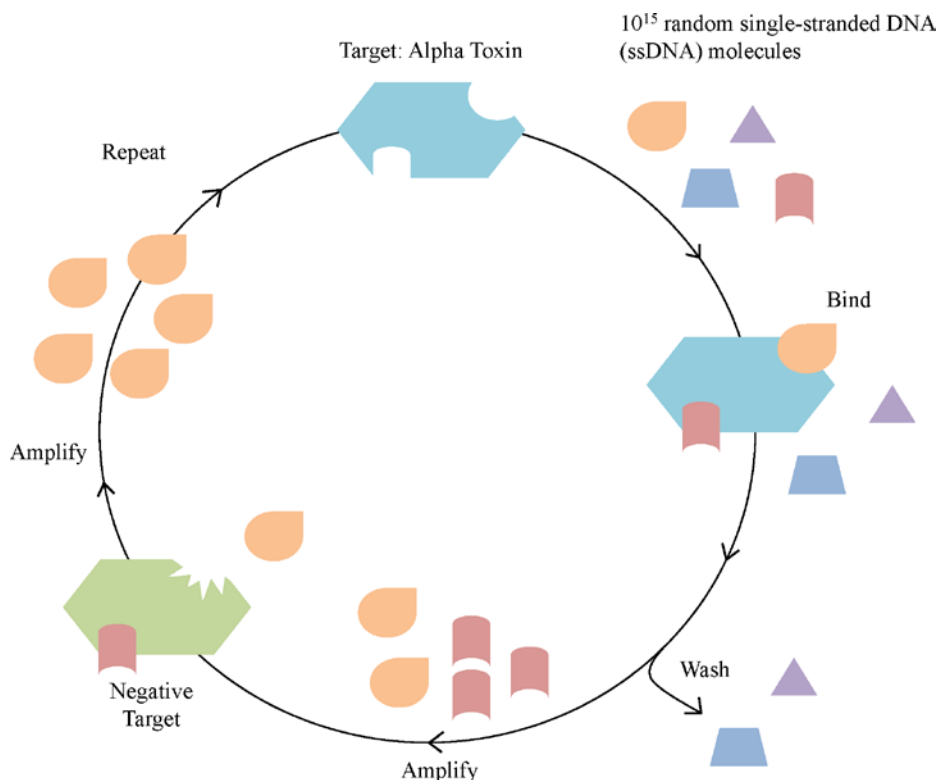 Target: Alpha Toxin
10¹⁵ random single-stranded DNA
(ssDNA) molecules
Repeat
Bind
Amplify
Wash
Negative
Target
Amplify